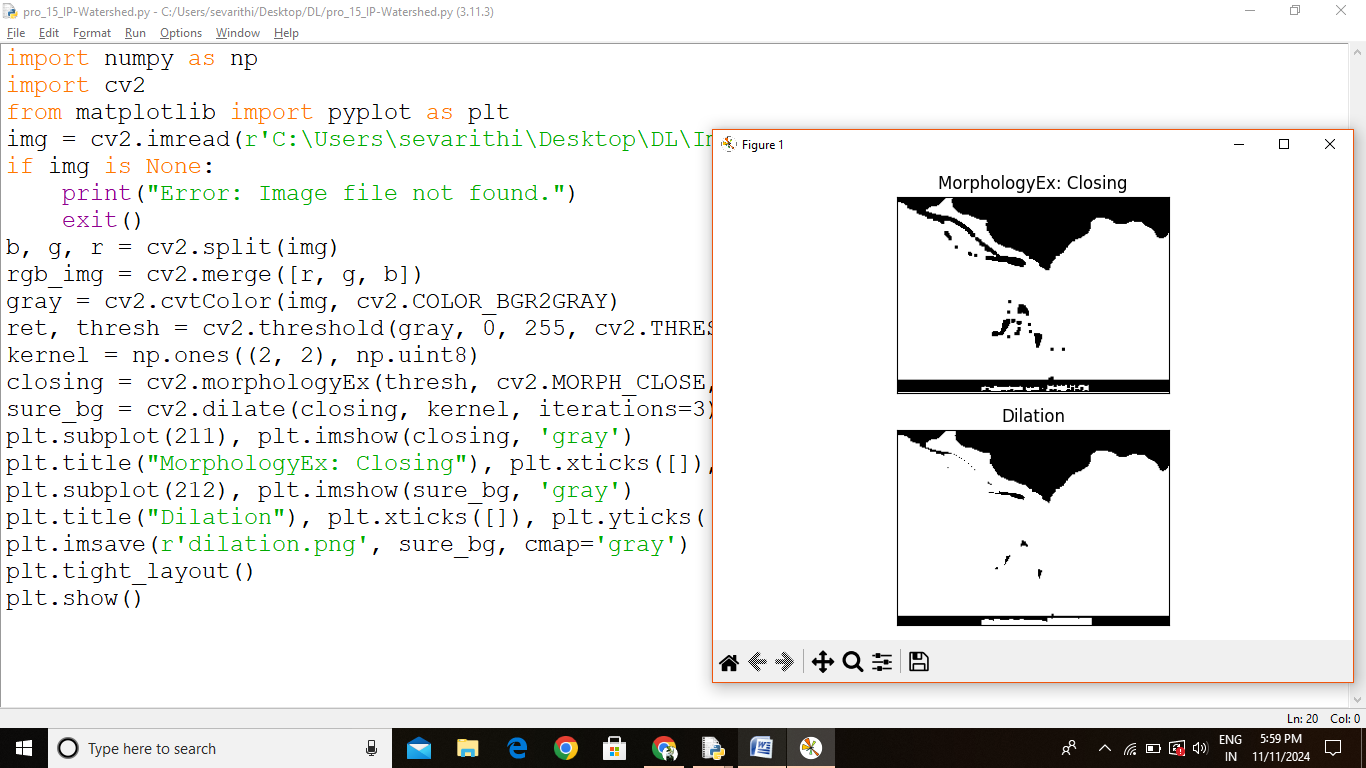 pro_15_IP-Watershed.py - C:/Users/sevarithi/Desktop/DL/pro_15_IP-Watershed.py (3.11.3)
File Edit Format Run Options Window Help
import numpy as np
import cv2
from matplotlib import pyplot as plt
img = cv2.imread(r'C:\Users\sevarithi\Desktop\DL\
if img is None:
    print("Error: Image file not found.")
    exit()
b, g, r = cv2.split(img)
rgb_img = cv2.merge([r, g, b])
gray = cv2.cvtColor(img, cv2.COLOR_BGR2GRAY)
ret, thresh = cv2.threshold(gray, 0, 255, cv2.THRES
kernel = np.ones((2, 2), np.uint8)
closing = cv2.morphologyEx(thresh, cv2.MORPH_CLOSE,
sure_bg = cv2.dilate(closing, kernel, iterations=3)
plt.subplot(211), plt.imshow(closing, 'gray')
plt.title("MorphologyEx: Closing"), plt.xticks([]),
plt.subplot(212), plt.imshow(sure_bg, 'gray')
plt.title("Dilation"), plt.xticks([]), plt.yticks(
plt.imsave(r'dilation.png', sure_bg, cmap='gray')
plt.tight_layout()
plt.show()
Figure 1
MorphologyEx: Closing
Dilation
Ln: 20 Col: 0
Type here to search
ENG
IN
5:59 PM
11/11/2024